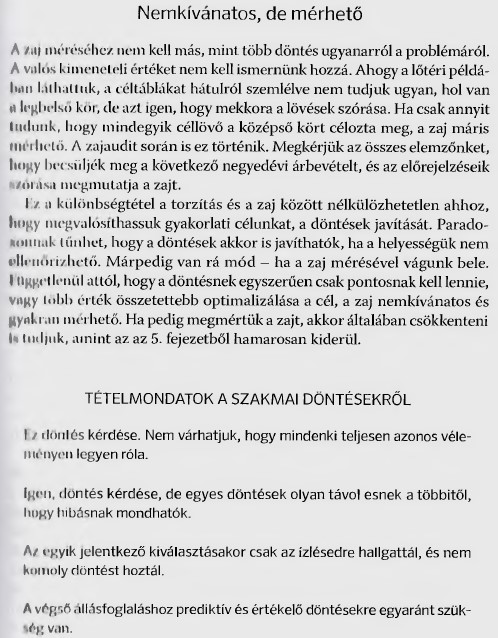 Nemkívánatos, de mérhető
A zaj méréséhez nem kell más, mint több döntés ugyanarról a problémáról.
A valós kimeneteli értéket nem kell ismernünk hozzá. Ahogy a lőtéri példá-
ban láthattuk, a céltáblákat hátulról szemlélve nem tudjuk ugyan, hol van
a legbelső kör, de azt igen, hogy mekkora a lövések szórása. Ha csak annyit
tudunk, hogy mindegyik céllövő a középső kört célozta meg, a zaj máris
mérhető. A zajaudit során is ez történik. Megkérjük az összes elemzőnket,
hogy becsüljék meg a következő negyedévi árbevételt, és az előrejelzéseik
szórása megmutatja a zajt.
Ez a különbségtétel a torzítás és a zaj között nélkülözhetetlen ahhoz,
hogy megvalósíthassuk gyakorlati célunkat, a döntések javítását. Parado-
xonnak tűnhet, hogy a döntések akkor is javíthatók, ha a helyességük nem
ellenőrizhető. Márpedig van rá mód – ha a zaj mérésével vágunk bele.
Függetlenül attól, hogy a döntésnek egyszerűen csak pontosnak kell lennie,
vagy több érték összetettebb optimalizálása a cél, a zaj nemkívánatos és
gyakran mérhető. Ha pedig megmértük a zajt, akkor általában csökkenteni
is tudjuk, amint az az 5. fejezetből hamarosan kiderül.
TÉTELMONDATOK A SZAKMAI DÖNTÉSEKRŐL
Ez döntés kérdése. Nem várhatjuk, hogy mindenki teljesen azonos véle-
ményen legyen róla.
Igen, döntés kérdése, de egyes döntések olyan távol esnek a többitől,
hogy hibásnak mondhatók.
Az egyik jelentkező kiválasztásakor csak az ízlésedre hallgattál, és nem
komoly döntést hoztál.
A végső állásfoglaláshoz prediktív és értékelő döntésekre egyaránt szük-
ség van.